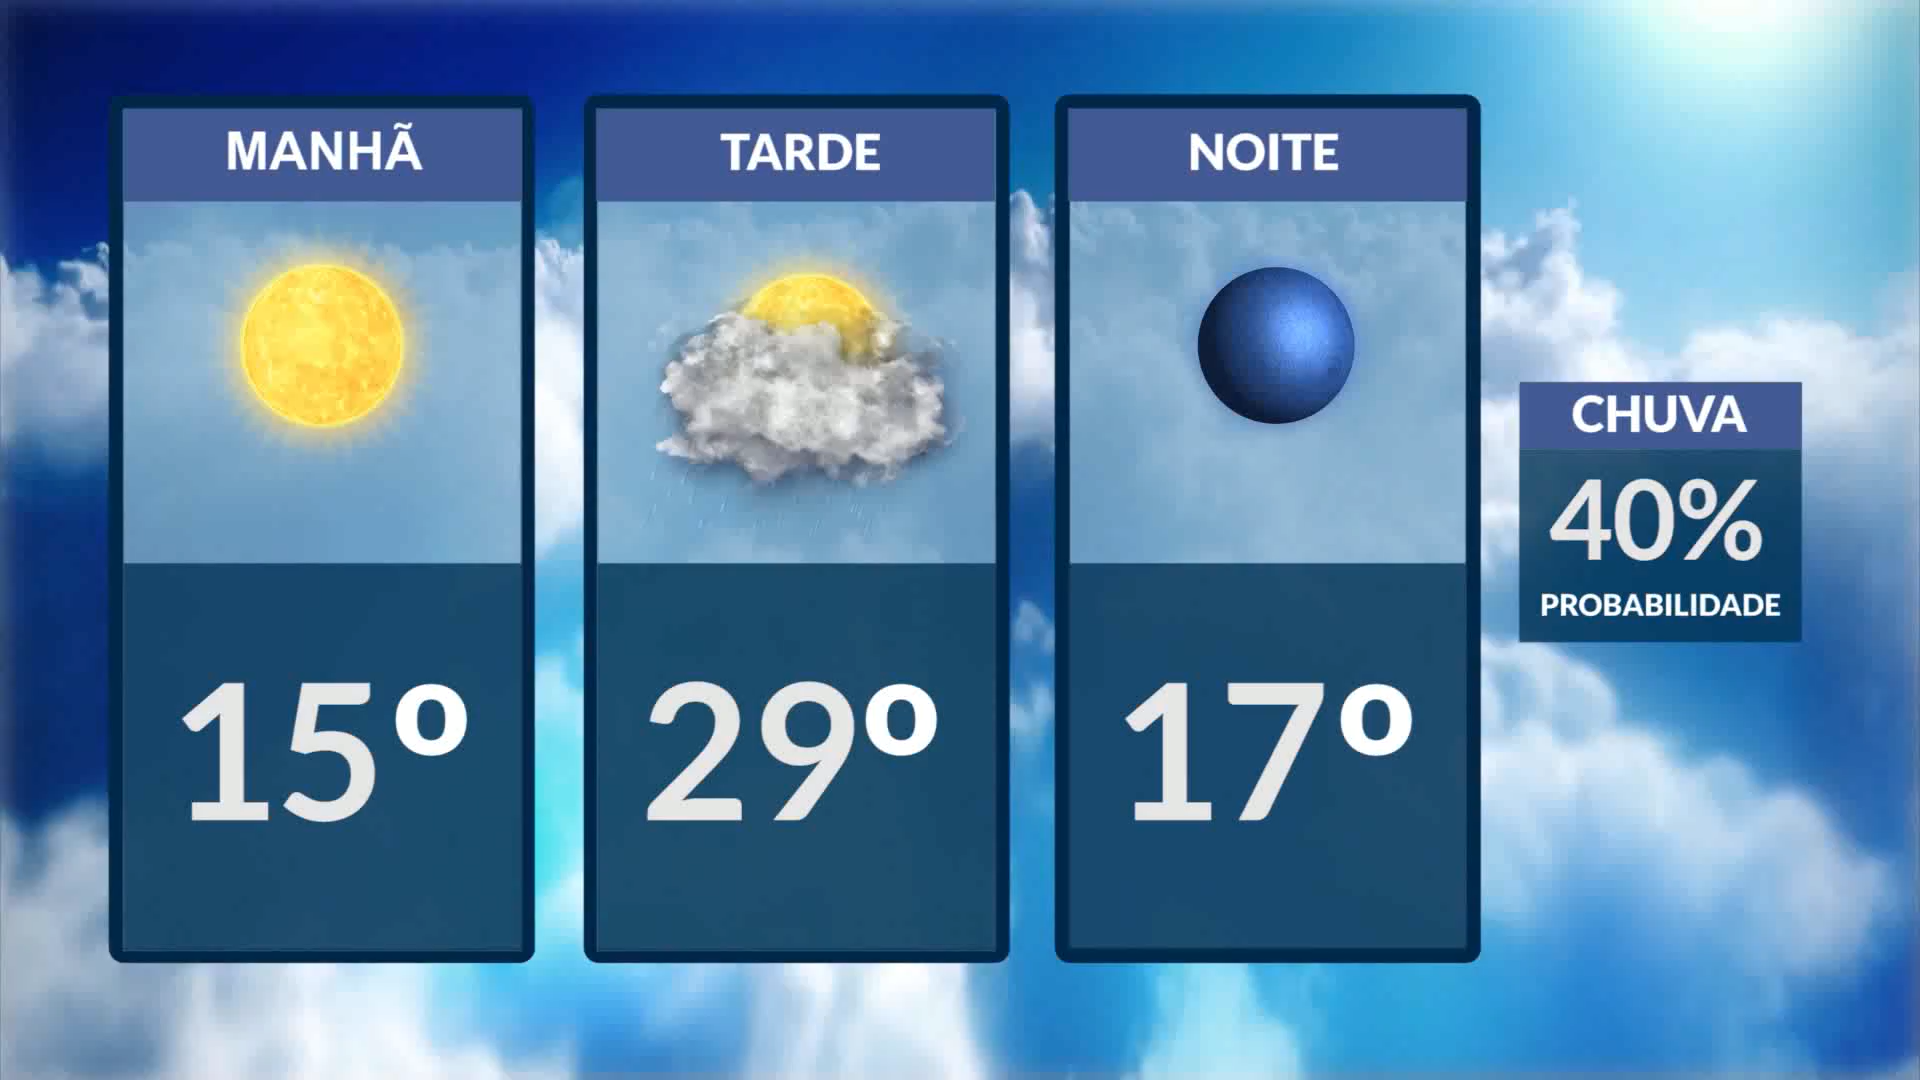 MANHÃ
15º
TARDE
29º
NOITE
17º
CHUVA
40%
PROBABILIDADE